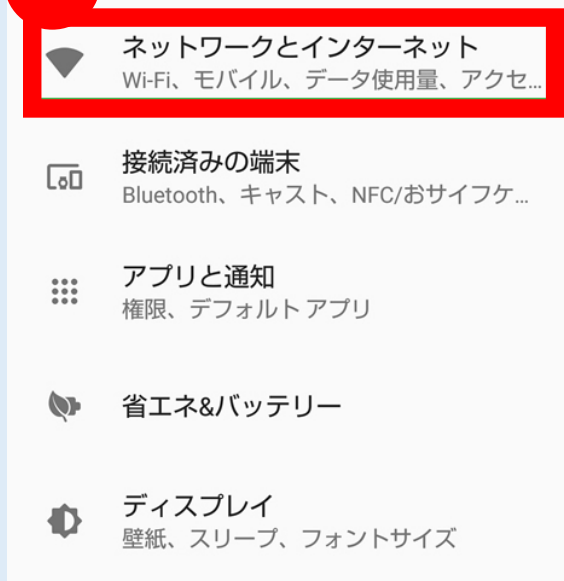 ネットワークとインターネット
Wi-Fi、モバイル、データ使用量、アクセ...
接続済みの端末
Bluetooth、キャスト、NFC/おサイフケ...
アプリと通知
権限、デフォルト アプリ
省エネ&バッテリー
ディスプレイ
壁紙、スリープ、フォントサイズ